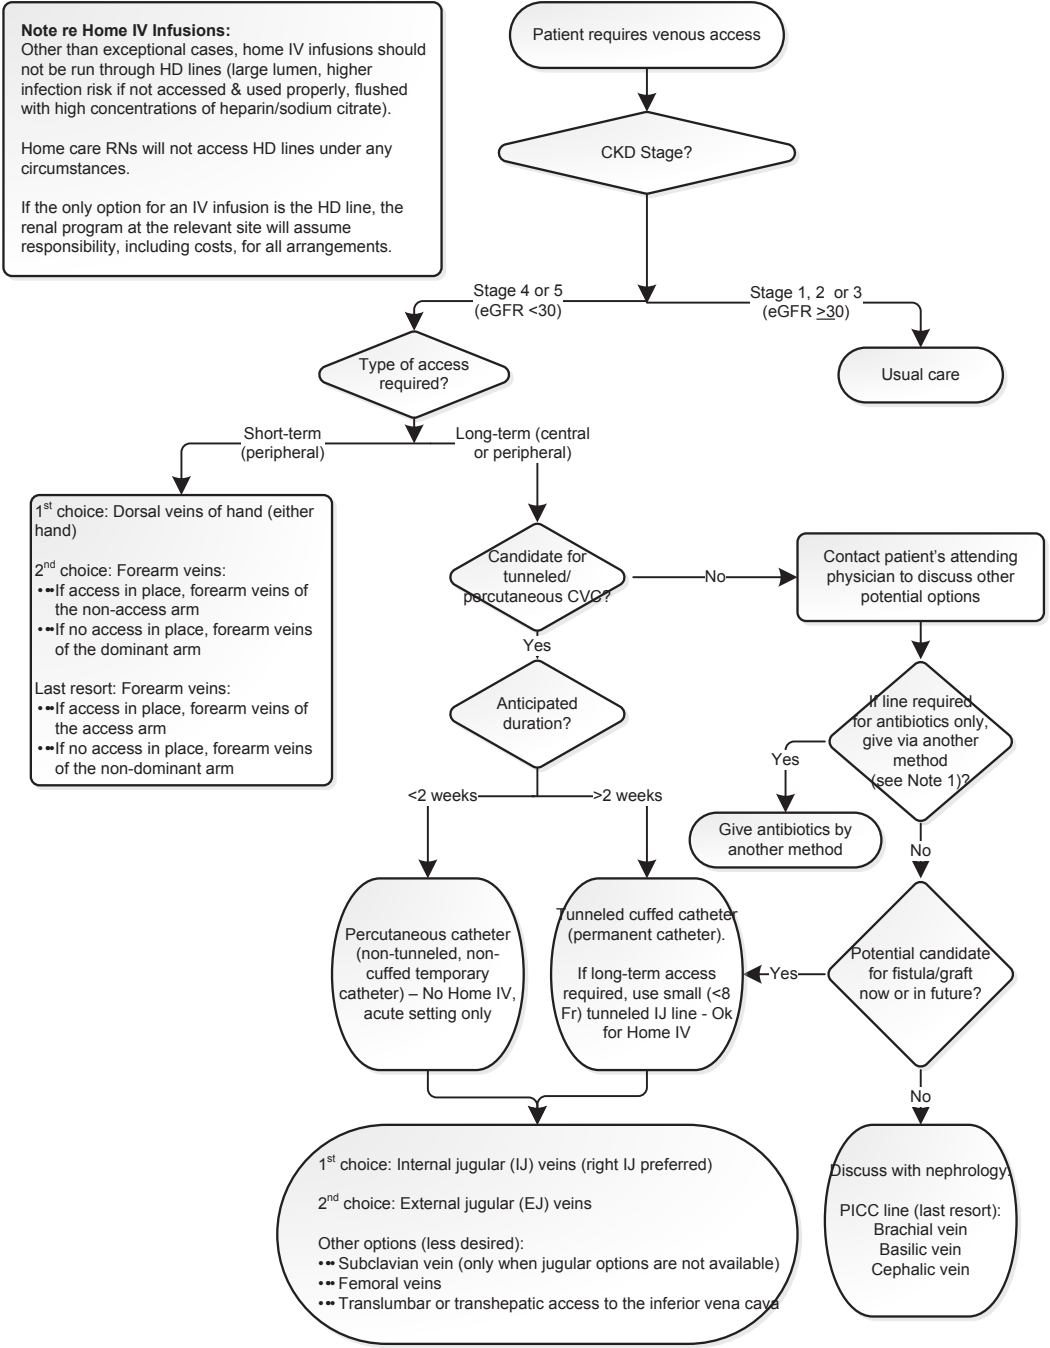 Note re Home IV Infusions:
Other than exceptional cases, home IV infusions should
not be run through HD lines (large lumen, higher
infection risk if not accessed & used properly, flushed
with high concentrations of heparin/sodium citrate).
Home care RNs will not access HD lines under any
circumstances.
If the only option for an IV infusion is the HD line, the
renal program at the relevant site will assume
responsibility, including costs, for all arrangements.
Patient requires venous access
CKD Stage?
Stage 4 or 5
(eGFR <30)
Stage 1, 2 or 3
(eGFR >30)
Type of access
required?
Usual care
Short-term
(peripheral)
Long-term (central
or peripheral)
1st choice: Dorsal veins of hand (either
hand)
2nd choice: Forearm veins:
••• If access in place, forearm veins of
the non-access arm
••• If no access in place, forearm veins
of the dominant arm
Last resort: Forearm veins:
••• If access in place, forearm veins of
the access arm
••• If no access in place, forearm veins
of the non-dominant arm
Candidate for
tunneled/
percutaneous CVC?
No
Contact patient's attending
physician to discuss other
potential options
Yes
Anticipated
duration?
If line required
for antibiotics only,
give via another
method
(see Note 1)?
Yes
Give antibiotics by
another method
No
<2 weeks
>2 weeks
Percutaneous catheter
(non-tunneled, non-
cuffed temporary
catheter) – No Home IV,
acute setting only
Tunneled cuffed catheter
(permanent catheter).
If long-term access
required, use small (<8
Fr) tunneled IJ line - Ok
for Home IV
Yes
Potential candidate
for fistula/graft
now or in future?
No
1st choice: Internal jugular (IJ) veins (right IJ preferred)
2nd choice: External jugular (EJ) veins
Other options (less desired):
••• Subclavian vein (only when jugular options are not available)
••• Femoral veins
••• Translumbar or transhepatic access to the inferior vena cava
Discuss with nephrology.
PICC line (last resort):
Brachial vein
Basilic vein
Cephalic vein